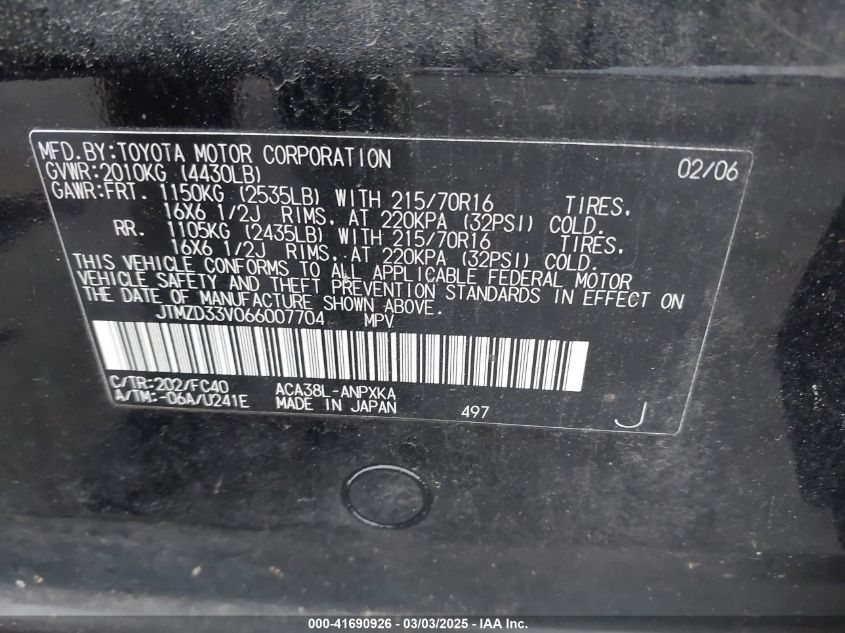 MFD.BY:TOYOTA MOTOR CORPORATION 02/06
GVWR:2010KG (4430LB)
GAWR:FRT. 1150KG (2535LB) WITH 215/70R16 TIRES,
16X6 1/2J RIMS, AT 220KPA (32PSI) COLD.
RR. 1105KG (2435LB) WITH 215/70R16 TIRES,
16X6 1/2J RIMS, AT 220KPA (32PSI) COLD.
THIS VEHICLE CONFORMS TO ALL APPLICABLE FEDERAL MOTOR
VEHICLE SAFETY AND THEFT PREVENTION STANDARDS IN EFFECT ON
THE DATE OF MANUFACTURE SHOWN ABOVE.
JTMZD33V066007704 MPV
C/TR:202/FC40 ACA38L-ANPXKA
A/TM:-06A/U241E MADE IN JAPAN 497 J
000-41690926 - 03/03/2025 - IAA Inc.